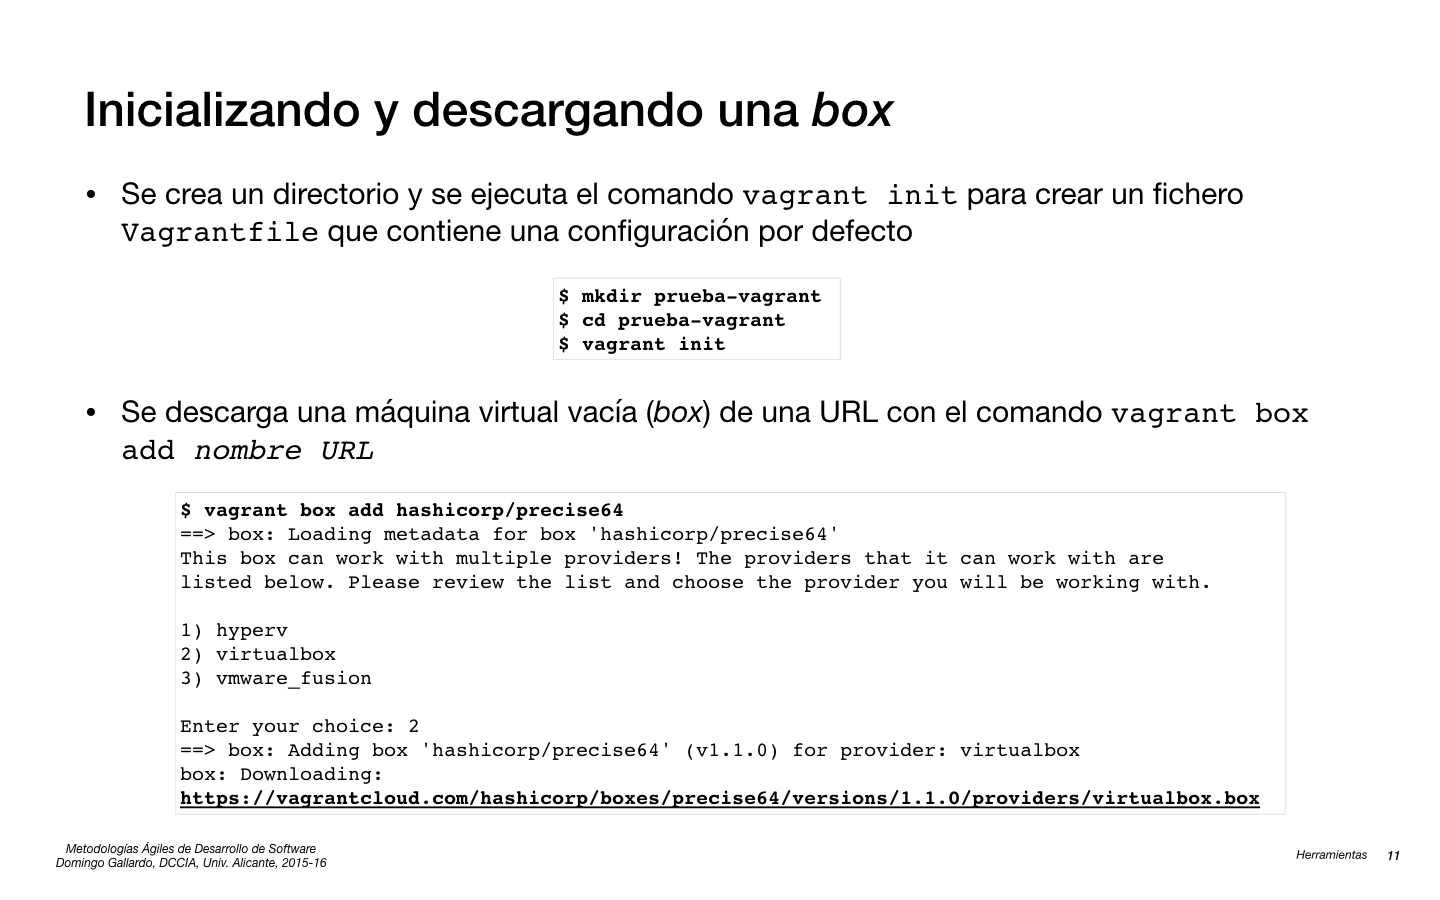 Inicializando y descargando una box
• Se crea un directorio y se ejecuta el comando vagrant init para crear un fichero
Vagrantfile que contiene una configuración por defecto
$ mkdir prueba-vagrant
$ cd prueba-vagrant
$ vagrant init
• Se descarga una máquina virtual vacía (box) de una URL con el comando vagrant box
add nombre URL
$ vagrant box add hashicorp/precise64
==> box: Loading metadata for box 'hashicorp/precise64'
This box can work with multiple providers! The providers that it can work with are
listed below. Please review the list and choose the provider you will be working with.
1) hyperv
2) virtualbox
3) vmware_fusion
Enter your choice: 2
==> box: Adding box 'hashicorp/precise64' (v1.1.0) for provider: virtualbox
box: Downloading:
https://vagrantcloud.com/hashicorp/boxes/precise64/versions/1.1.0/providers/virtualbox.box
Metodologías Ágiles de Desarrollo de Software
Domingo Gallardo, DCCIA, Univ. Alicante, 2015-16
Herramientas 11